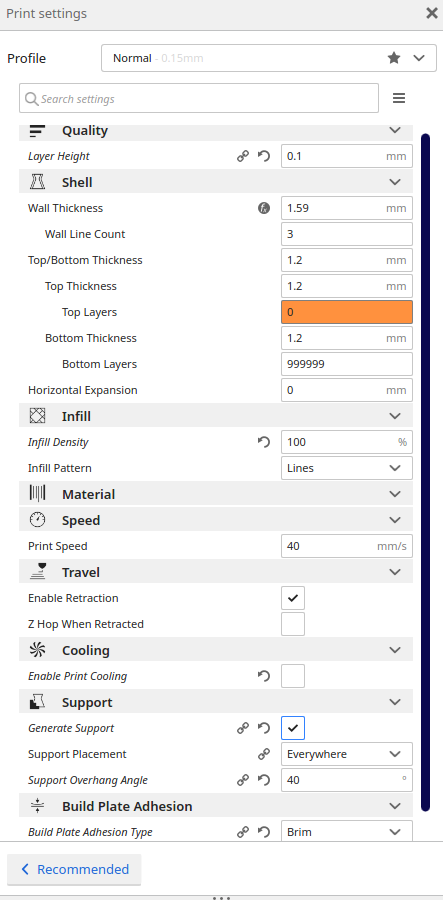 Print settings
Profile Normal - 0.15mm
Search settings
Quality
Layer Height 0.1 mm
Shell
Wall Thickness 1.59 mm
Wall Line Count 3
Top/Bottom Thickness 1.2 mm
Top Thickness 1.2 mm
Top Layers 0
Bottom Thickness 1.2 mm
Bottom Layers 999999
Horizontal Expansion 0 mm
Infill
Infill Density 100 %
Infill Pattern Lines
Material
Speed
Print Speed 40 mm/s
Travel
Enable Retraction
Z Hop When Retracted
Cooling
Enable Print Cooling
Support
Generate Support
Support Placement Everywhere
Support Overhang Angle 40 °
Build Plate Adhesion
Build Plate Adhesion Type Brim
Recommended